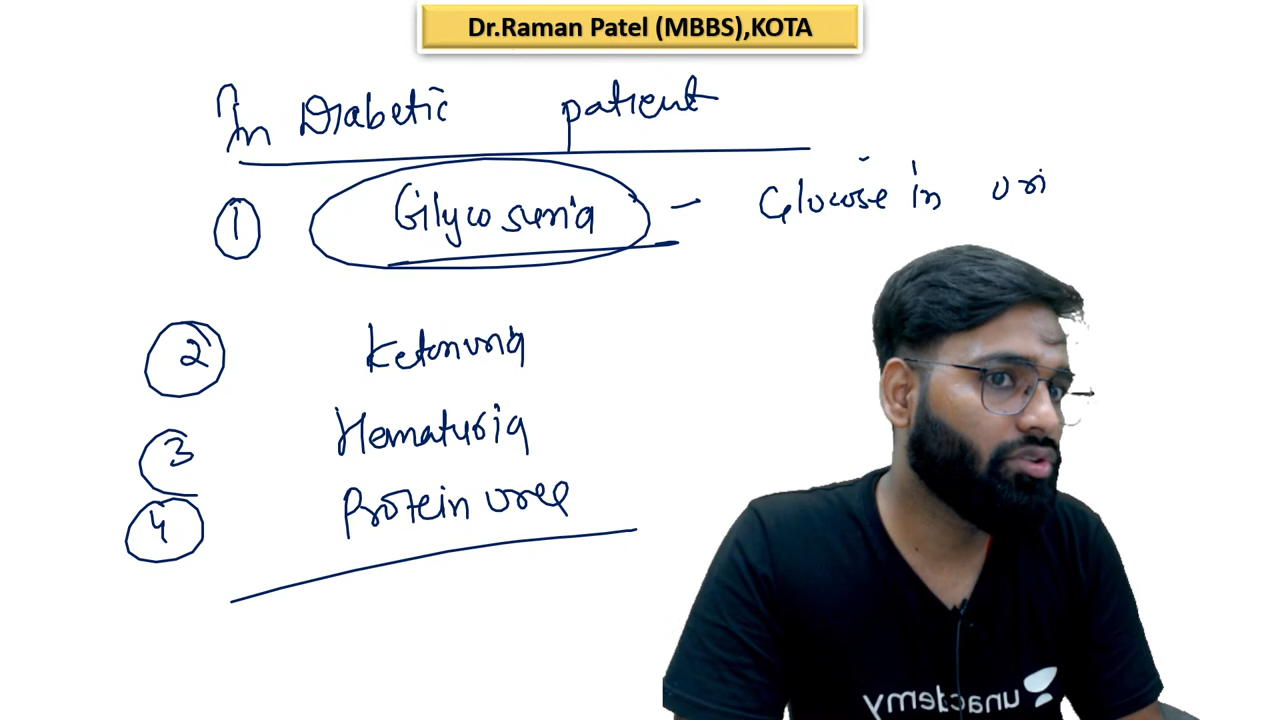 Dr.Raman Patel (MBBS),KOTA
In Diabetic patient
1 Glycosuria – Glucose in uri
2 Ketonuria
3 Hematuria
4 Protein urea
unacademy